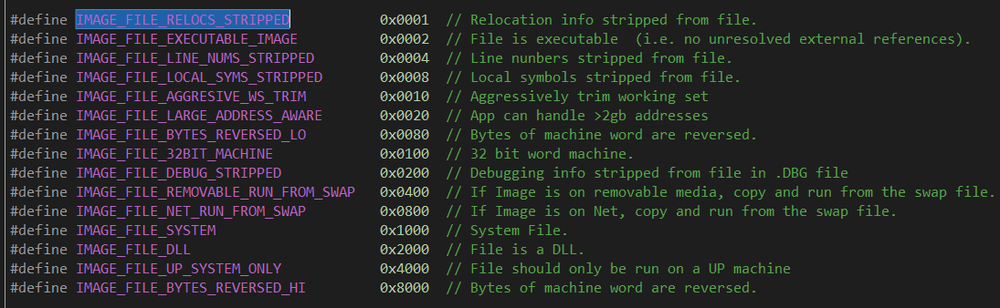 #define IMAGE_FILE_RELOCS_STRIPPED 0x0001 // Relocation info stripped from file.
#define IMAGE_FILE_EXECUTABLE_IMAGE 0x0002 // File is executable (i.e. no unresolved external references).
#define IMAGE_FILE_LINE_NUMS_STRIPPED 0x0004 // Line nunbers stripped from file.
#define IMAGE_FILE_LOCAL_SYMS_STRIPPED 0x0008 // Local symbols stripped from file.
#define IMAGE_FILE_AGGRESIVE_WS_TRIM 0x0010 // Aggressively trim working set
#define IMAGE_FILE_LARGE_ADDRESS_AWARE 0x0020 // App can handle >2gb addresses
#define IMAGE_FILE_BYTES_REVERSED_LO 0x0080 // Bytes of machine word are reversed.
#define IMAGE_FILE_32BIT_MACHINE 0x0100 // 32 bit word machine.
#define IMAGE_FILE_DEBUG_STRIPPED 0x0200 // Debugging info stripped from file in .DBG file
#define IMAGE_FILE_REMOVABLE_RUN_FROM_SWAP 0x0400 // If Image is on removable media, copy and run from the swap file.
#define IMAGE_FILE_NET_RUN_FROM_SWAP 0x0800 // If Image is on Net, copy and run from the swap file.
#define IMAGE_FILE_SYSTEM 0x1000 // System File.
#define IMAGE_FILE_DLL 0x2000 // File is a DLL.
#define IMAGE_FILE_UP_SYSTEM_ONLY 0x4000 // File should only be run on a UP machine
#define IMAGE_FILE_BYTES_REVERSED_HI 0x8000 // Bytes of machine word are reversed.